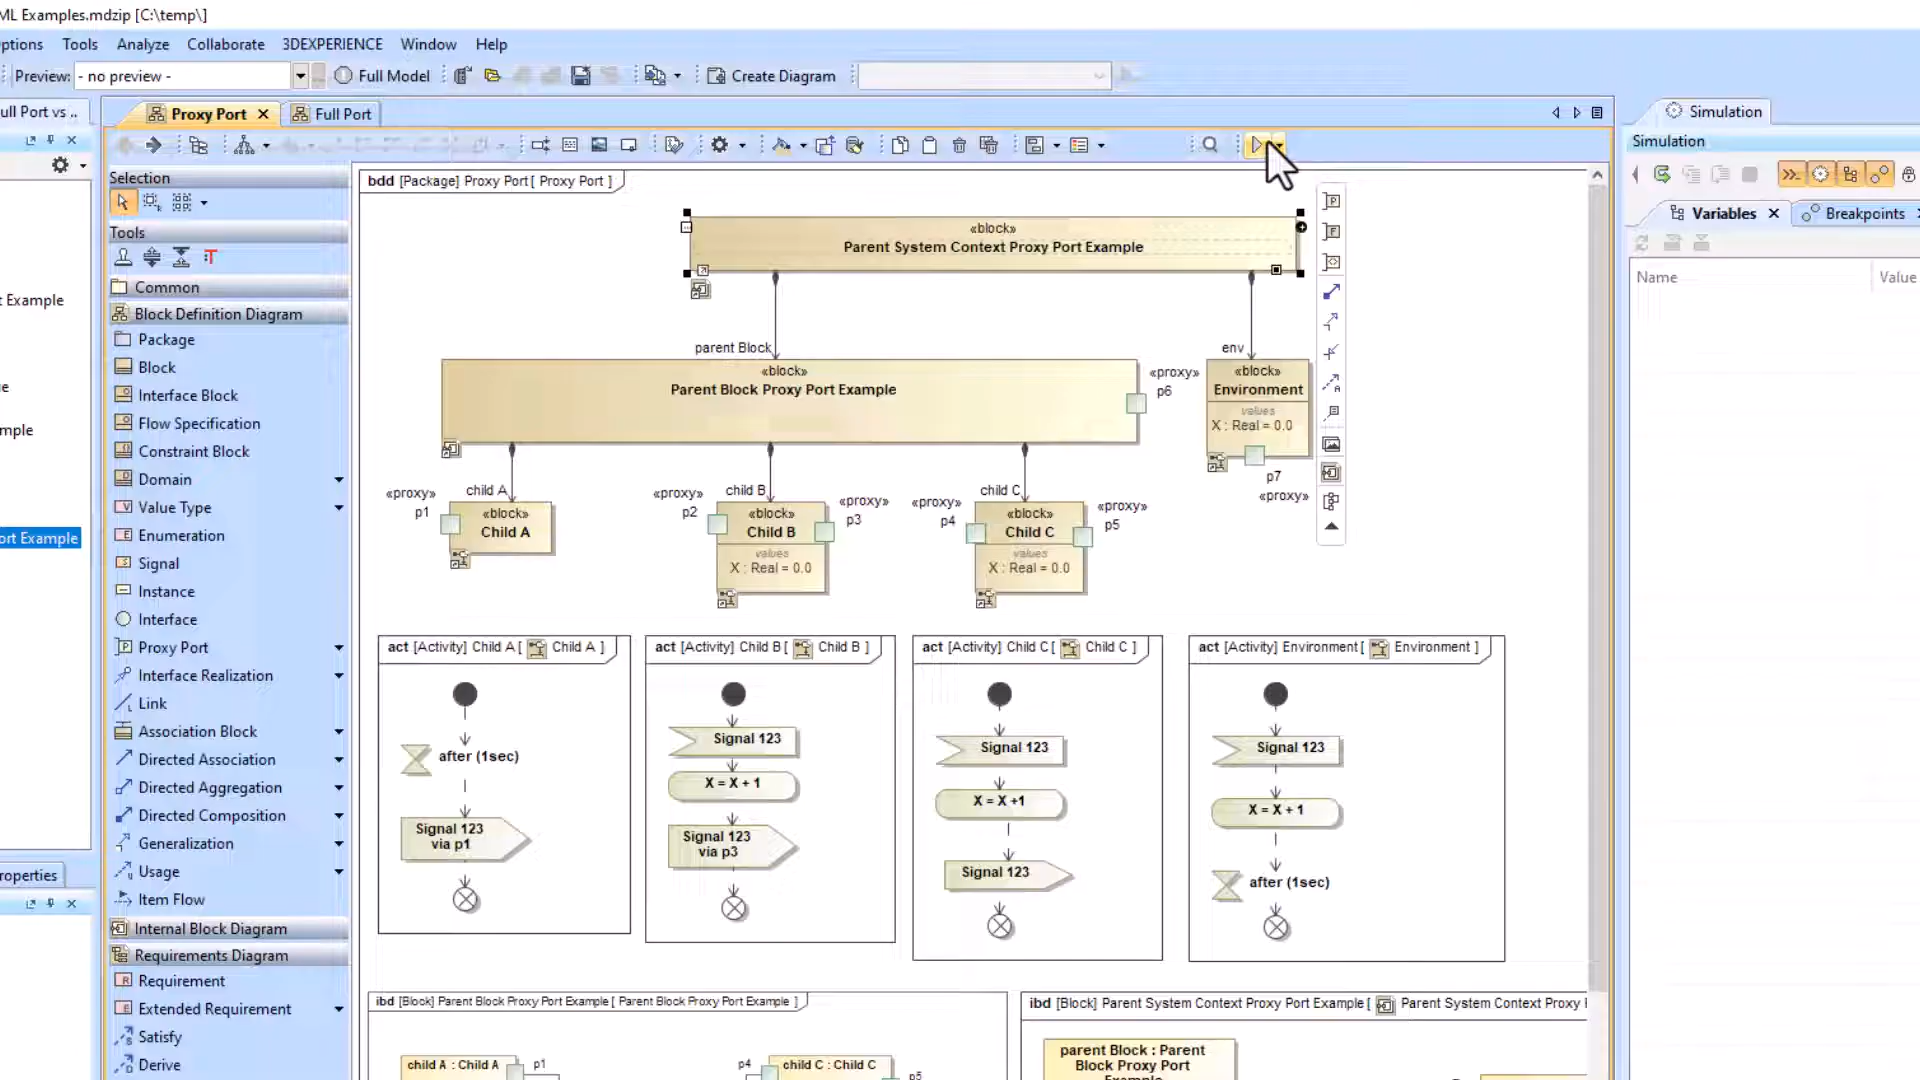 ML Examples.mdzip [C:\temp\]
ptions Tools Analyze Collaborate 3DEXPERIENCE Window Help
Preview: - no preview - Full Model Create Diagram
ull Port vs .. Proxy Port Full Port Simulation
Simulation
Selection
bdd [Package] Proxy Port [ Proxy Port ]
Variables Breakpoints
Name Value
Tools
Common
Block Definition Diagram
Package
Block
Interface Block
Flow Specification
Constraint Block
Domain
Value Type
Enumeration
Signal
Instance
Interface
Proxy Port
Interface Realization
Link
Association Block
Directed Association
Directed Aggregation
Directed Composition
Generalization
Usage
Item Flow
Internal Block Diagram
Requirements Diagram
Requirement
Extended Requirement
Satisfy
Derive
t Example
e
mple
ort Example
roperties
«block»
Parent System Context Proxy Port Example
parent Block
env
«block»
Parent Block Proxy Port Example
«proxy»
p6
«block»
Environment
values
X : Real = 0.0
p7
«proxy»
«proxy»
p1
child A
«block»
Child A
«proxy»
p2
child B
«block»
Child B
values
X : Real = 0.0
«proxy»
p3
«proxy»
p4
child C
«block»
Child C
values
X : Real = 0.0
«proxy»
p5
act [Activity] Child A [ Child A ]
after (1sec)
Signal 123
via p1
act [Activity] Child B [ Child B ]
Signal 123
X = X + 1
Signal 123
via p3
act [Activity] Child C [ Child C ]
Signal 123
X = X +1
Signal 123
act [Activity] Environment [ Environment ]
Signal 123
X = X + 1
after (1sec)
ibd [Block] Parent Block Proxy Port Example [ Parent Block Proxy Port Example ]
child A : Child A
p1
p4
child C : Child C
p5
ibd [Block] Parent System Context Proxy Port Example [ Parent System Context Proxy
parent Block : Parent
Block Proxy Port